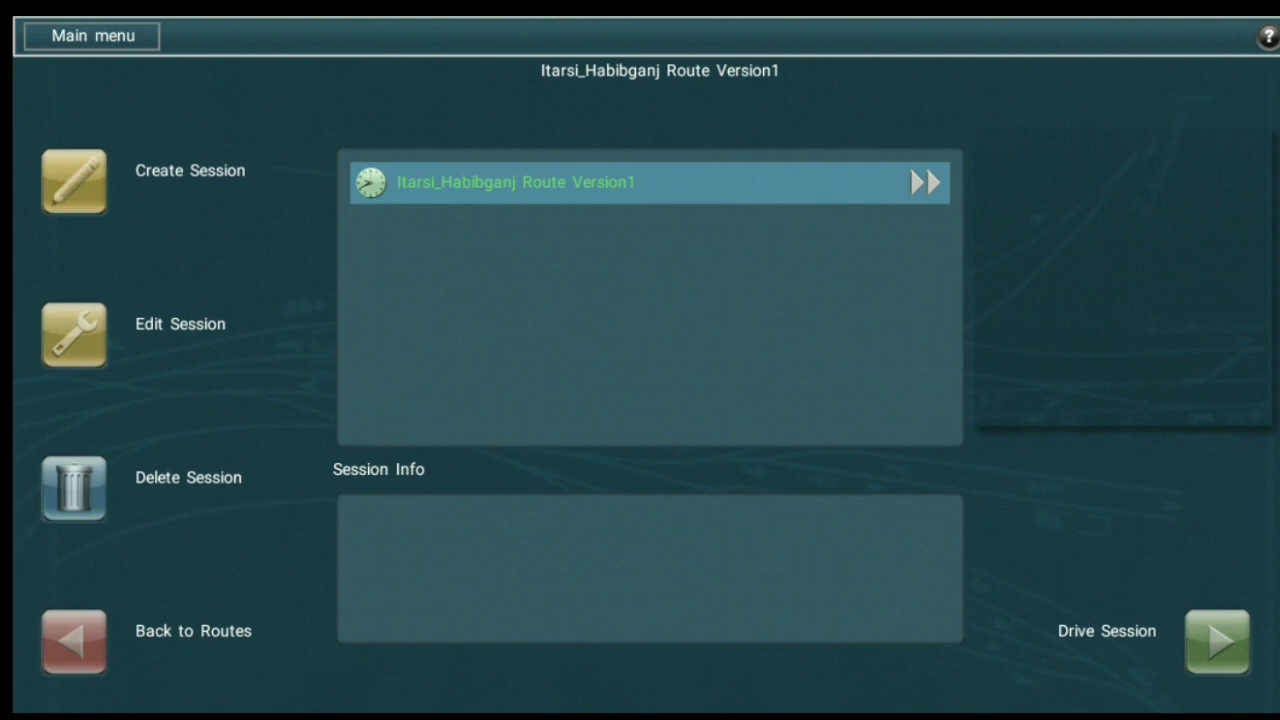 Main menu
?
Itarsi_Habibganj Route Version1
Create Session
Itarsi_Habibganj Route Version1
Edit Session
Delete Session
Session Info
Back to Routes
Drive Session